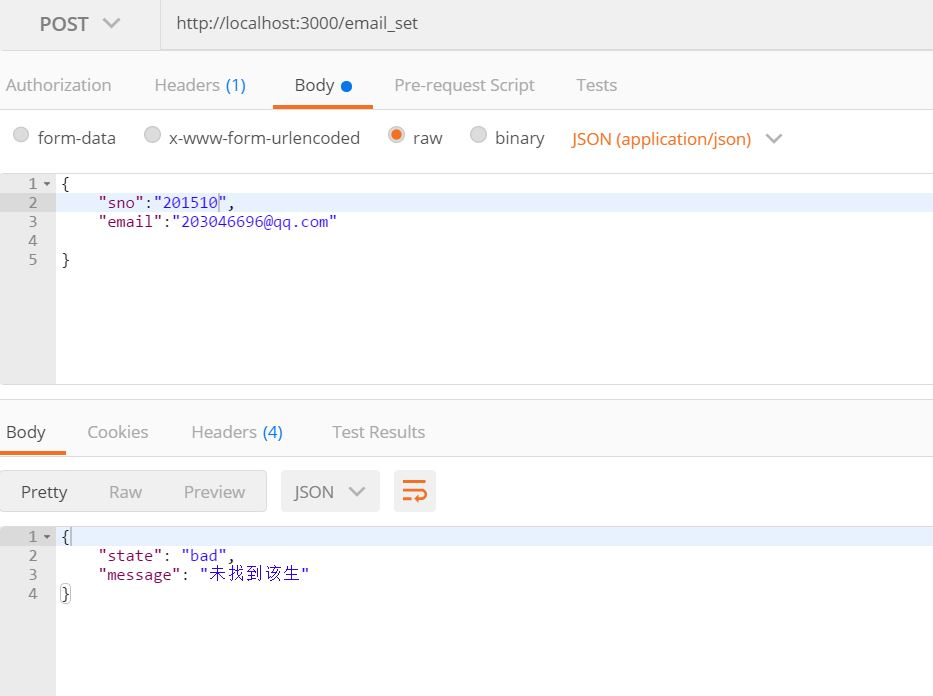 POST http://localhost:3000/email_set
Authorization Headers (1) Body Pre-request Script Tests
form-data x-www-form-urlencoded raw binary JSON (application/json)
1 {
2 "sno":"201510",
3 "email":"203046696@qq.com"
4
5 }
Body Cookies Headers (4) Test Results
Pretty Raw Preview JSON
1 {
2 "state": "bad",
3 "message": "未找到该生"
4 }